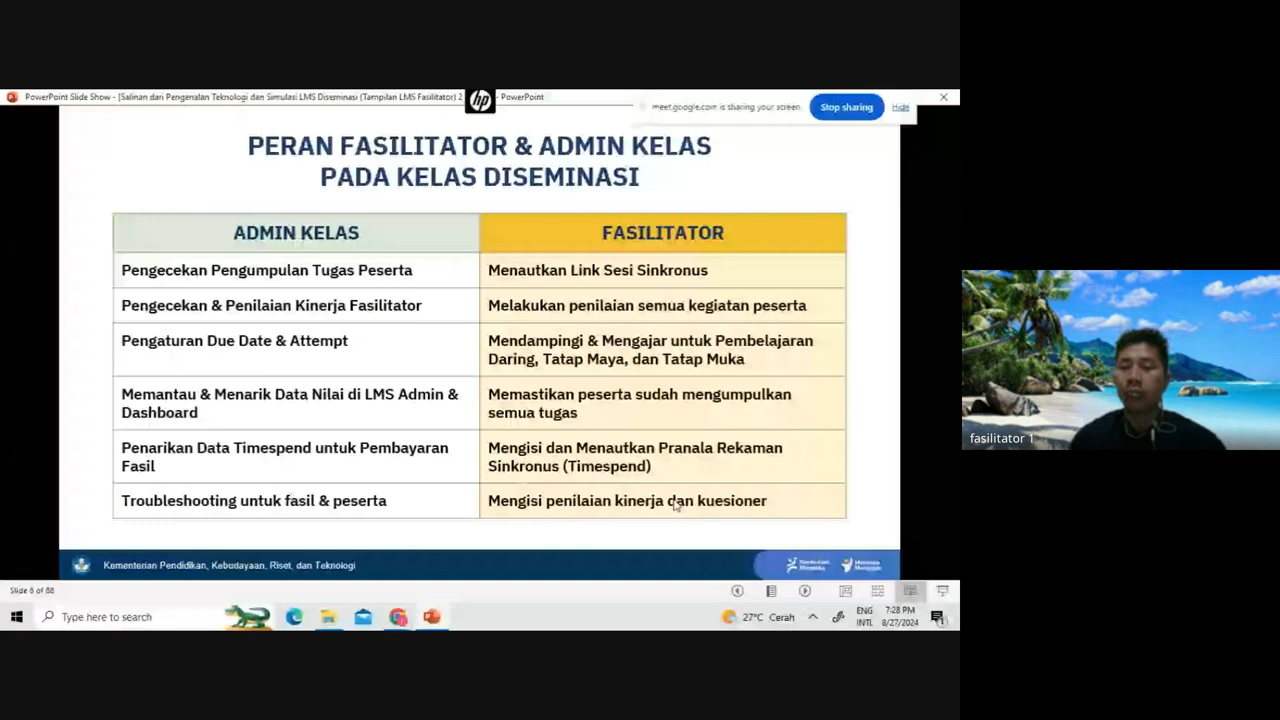 PowerPoint Slide Show - [Salinan dari Pengenalan Teknologi dan Simulasi LMS Diseminasi (Tampilan LMS Fasilitator) 2
hp
- PowerPoint
meet.google.com is sharing your screen.
Stop sharing
Hide
PERAN FASILITATOR & ADMIN KELAS
PADA KELAS DISEMINASI
ADMIN KELAS
FASILITATOR
Pengecekan Pengumpulan Tugas Peserta
Menautkan Link Sesi Sinkronus
Pengecekan & Penilaian Kinerja Fasilitator
Melakukan penilaian semua kegiatan peserta
Pengaturan Due Date & Attempt
Mendampingi & Mengajar untuk Pembelajaran
Daring, Tatap Maya, dan Tatap Muka
Memantau & Menarik Data Nilai di LMS Admin &
Dashboard
Memastikan peserta sudah mengumpulkan
semua tugas
Penarikan Data Timespend untuk Pembayaran
Fasil
Mengisi dan Menautkan Pranala Rekaman
Sinkronus (Timespend)
Troubleshooting untuk fasil & peserta
Mengisi penilaian kinerja dan kuesioner
fasilitator 1
Kementerian Pendidikan, Kebudayaan, Riset, dan Teknologi
Slide 8 of 88
Type here to search
27°C Cerah
ENG
INTL
7:28 PM
8/27/2024